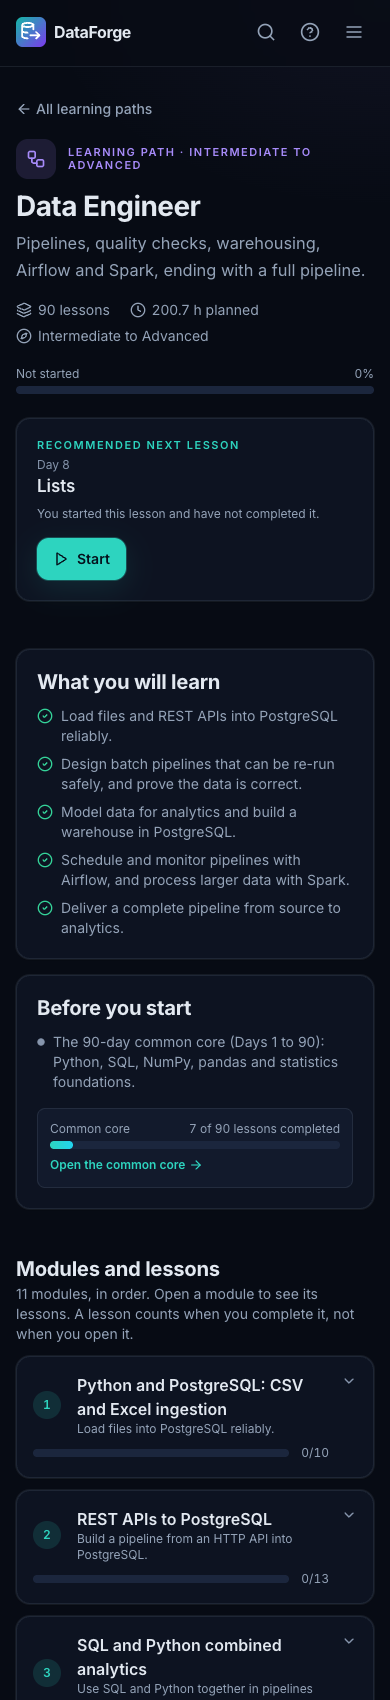 DataForge
All learning paths
LEARNING PATH · INTERMEDIATE TO
ADVANCED
Data Engineer
Pipelines, quality checks, warehousing,
Airflow and Spark, ending with a full pipeline.
90 lessons
200.7 h planned
Intermediate to Advanced
Not started
0%
RECOMMENDED NEXT LESSON
Day 8
Lists
You started this lesson and have not completed it.
Start
What you will learn
Load files and REST APIs into PostgreSQL
reliably.
Design batch pipelines that can be re-run
safely, and prove the data is correct.
Model data for analytics and build a
warehouse in PostgreSQL.
Schedule and monitor pipelines with
Airflow, and process larger data with Spark.
Deliver a complete pipeline from source to
analytics.
Before you start
The 90-day common core (Days 1 to 90):
Python, SQL, NumPy, pandas and statistics
foundations.
Common core
7 of 90 lessons completed
Open the common core →
Modules and lessons
11 modules, in order. Open a module to see its
lessons. A lesson counts when you complete it, not
when you open it.
1
Python and PostgreSQL: CSV
and Excel ingestion
Load files into PostgreSQL reliably.
0/10
2
REST APIs to PostgreSQL
Build a pipeline from an HTTP API into
PostgreSQL.
0/13
3
SQL and Python combined
analytics
Use SQL and Python together in pipelines